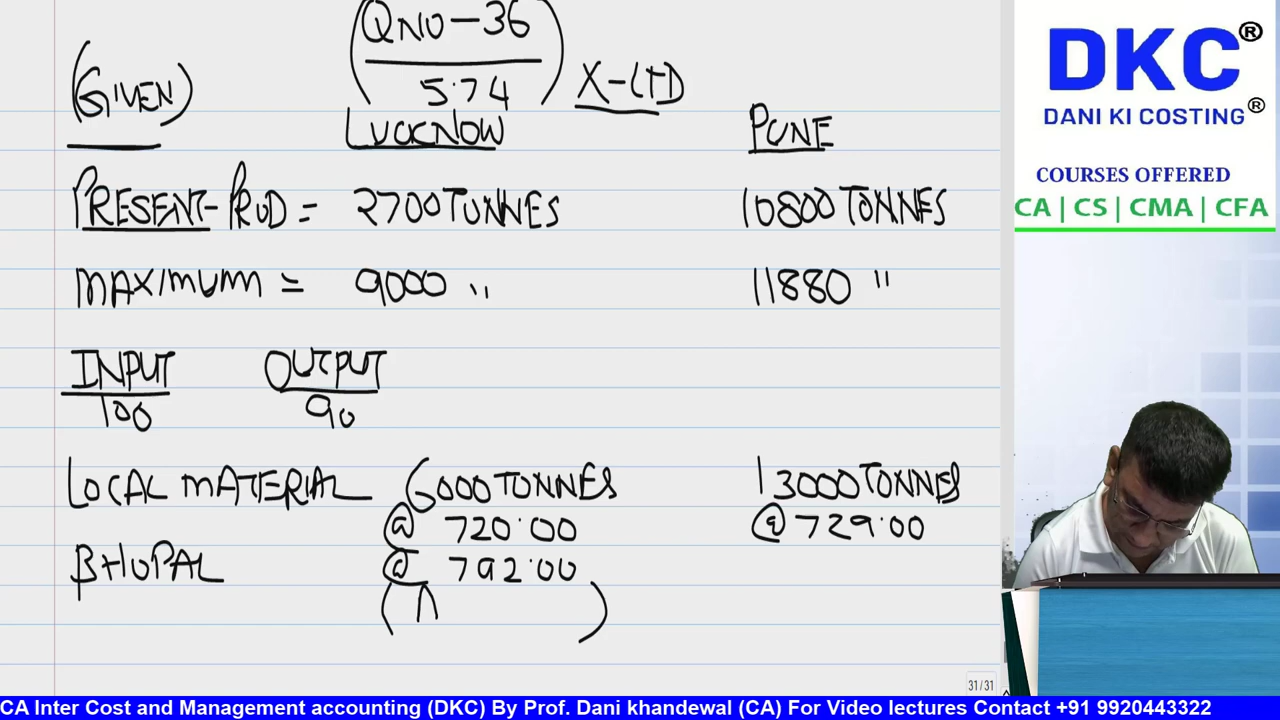 QNO-36
5.74
(GIVEN) X-LTD
LUCKNOW PUNE
PRESENT-PROD = 2700 TONNES 10800 TONNES
MAXIMUM = 9000 " 11880 "
INPUT OUTPUT
100 90
LOCAL MATERIAL 6000 TONNES 13000 TONNES
@ 720.00 @ 729.00
BHOPAL @ 792.00
31/31
DKC®
DANI KI COSTING®
COURSES OFFERED
CA | CS | CMA | CFA
CA Inter Cost and Management accounting (DKC) By Prof. Dani khandewal (CA) For Video lectures Contact +91 9920443322